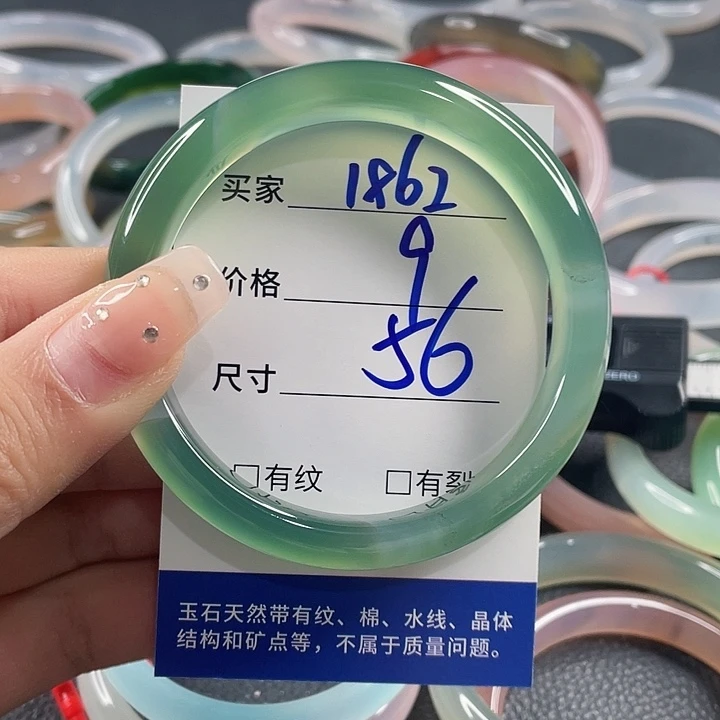 买家 1862
价格 9
尺寸 56
□有纹 □有裂
玉石天然带有纹、棉、水线、晶体
结构和矿点等，不属于质量问题。
ZERO